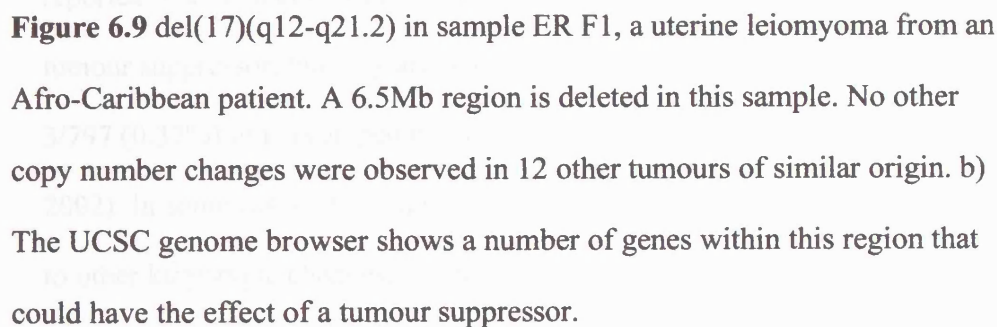 Figure 6.9 del(17)(q12-q21.2) in sample ER F1, a uterine leiomyoma from an
Afro-Caribbean patient. A 6.5Mb region is deleted in this sample. No other
copy number changes were observed in 12 other tumours of similar origin. b)
The UCSC genome browser shows a number of genes within this region that
could have the effect of a tumour suppressor.